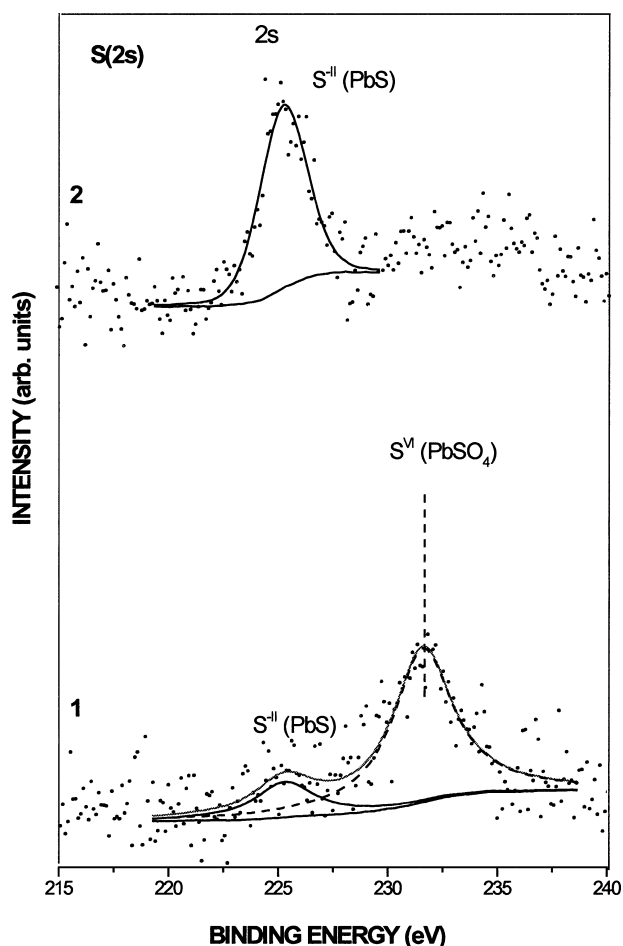 2s
S(2s)
S⁻ᴵᴵ (PbS)
2
INTENSITY (arb. units)
Sⱽᴵ (PbSO₄)
1
S⁻ᴵᴵ (PbS)
215 220 225 230 235 240
BINDING ENERGY (eV)